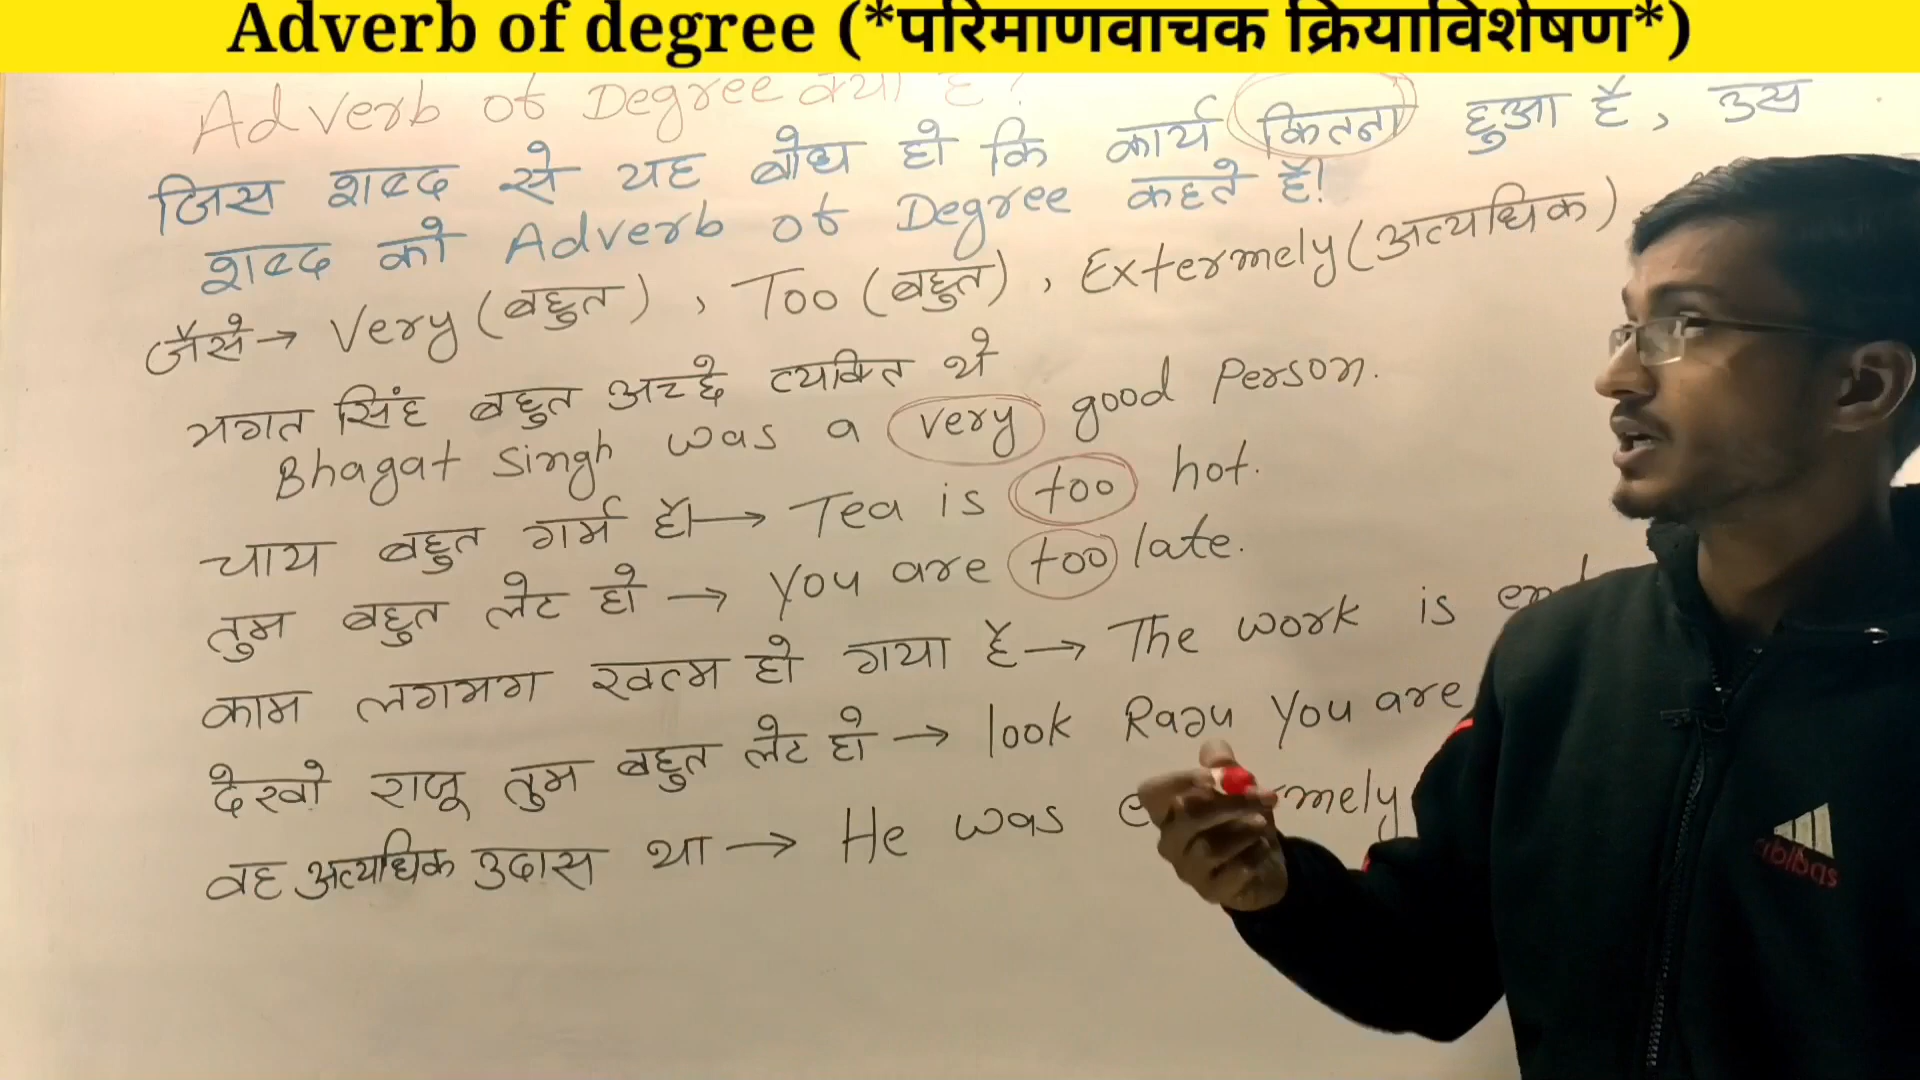 Adverb of degree (*परिमाणवाचक क्रियाविशेषण*)
Adverb of Degree क्या है?
जिस शब्द से यह बोध हो कि कार्य कितना हुआ है, उस
शब्द को Adverb of Degree कहते हैं!
जैसे→ Very (बहुत) , Too (बहुत) , Extermely (अत्यधिक)
भगत सिंह बहुत अच्छे व्यक्ति थे
Bhagat Singh was a very good Person.
चाय बहुत गर्म है।→ Tea is too hot.
तुम बहुत लेट हो → You are too late.
काम लगभग खत्म हो गया है→ The work is
देखो राजू तुम बहुत लेट हो → look Raju You are
वह अत्यधिक उदास था → He was